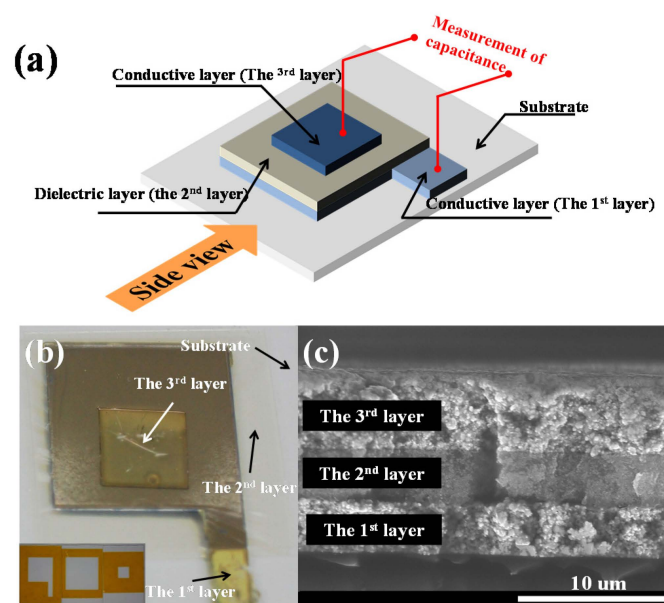 (a)
Measurement of
capacitance
Conductive layer (The 3rd layer)
Substrate
Dielectric layer (the 2nd layer)
Conductive layer (The 1st layer)
Side view
(b)
Substrate
The 3rd layer
The 2nd layer
The 1st layer
(c)
The 3rd layer
The 2nd layer
The 1st layer
10 um